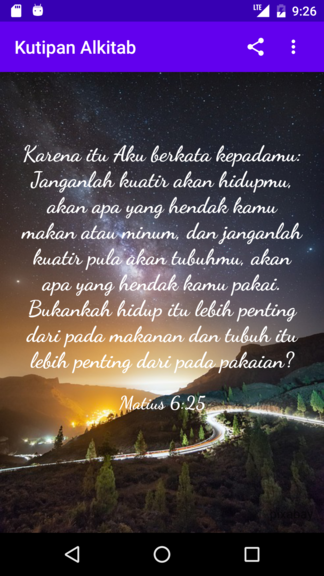 LTE 9:26
Kutipan Alkitab
Karena itu Aku berkata kepadamu:
Janganlah kuatir akan hidupmu,
akan apa yang hendak kamu
makan atau minum, dan janganlah
kuatir pula akan tubuhmu, akan
apa yang hendak kamu pakai.
Bukankah hidup itu lebih penting
dari pada makanan dan tubuh itu
lebih penting dari pada pakaian?
Matius 6:25